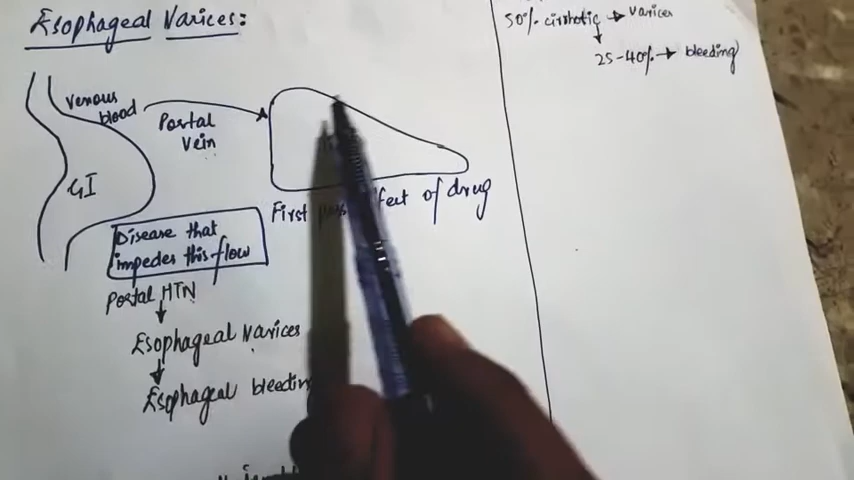 Esophageal Varices:
Venous
blood
Portal
vein
GI
First effect of drug
Disease that
impedes this flow
Portal HTN
Esophageal Varices
Esophageal bleeding
50% cirrhotic → varices
25-40% → bleeding